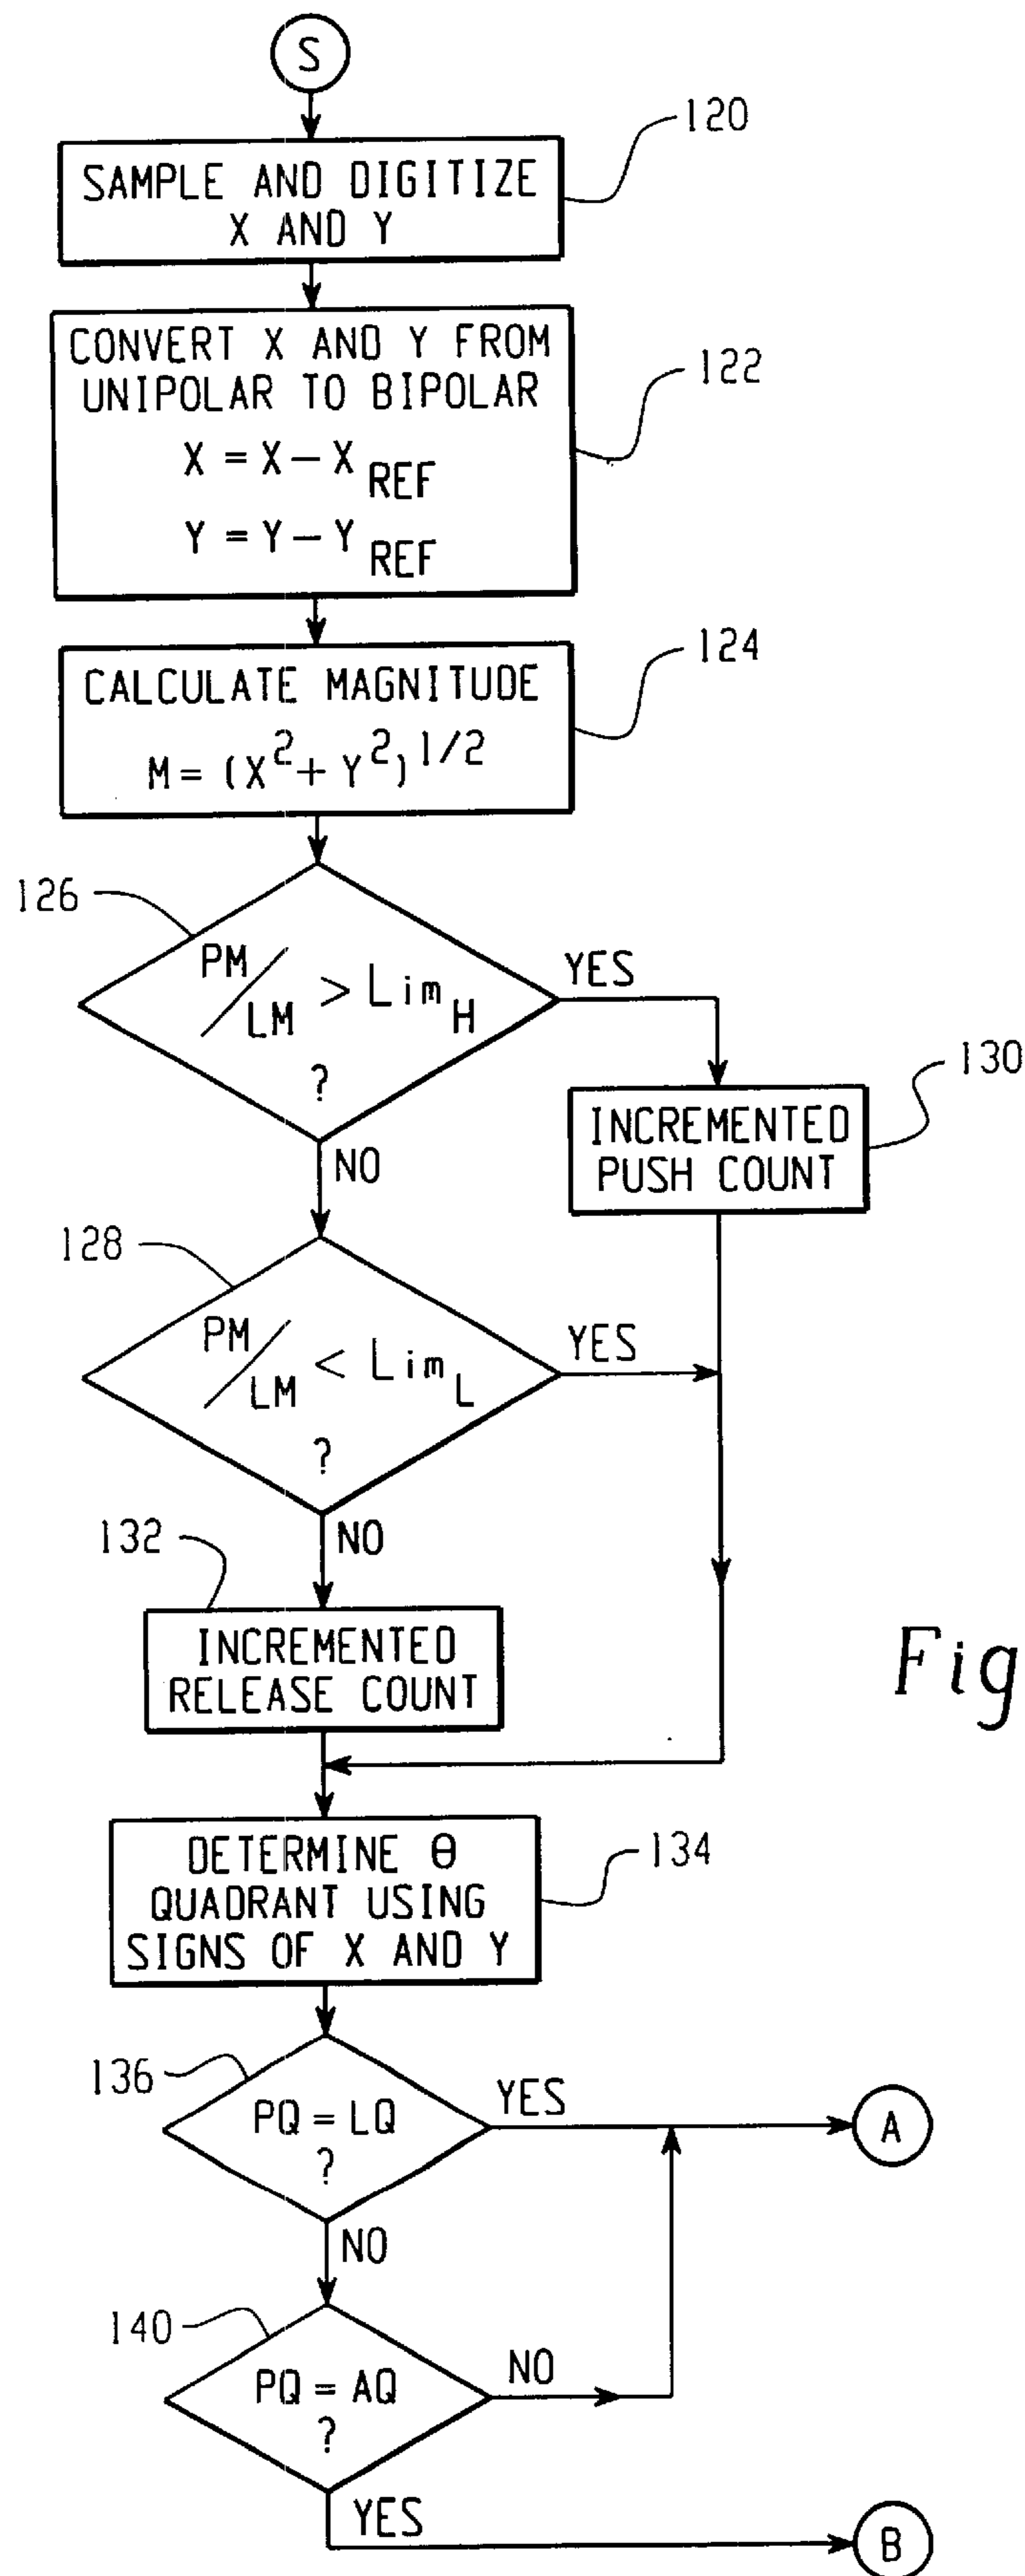 S
120
SAMPLE AND DIGITIZE
X AND Y
CONVERT X AND Y FROM
UNIPOLAR TO BIPOLAR
X = X – X REF
Y = Y – Y REF
122
124
CALCULATE MAGNITUDE
M = (X² + Y²) 1/2
126
PM/LM > Lim H
?
YES
NO
130
INCREMENTED
PUSH COUNT
128
PM/LM < Lim L
?
YES
NO
132
INCREMENTED
RELEASE COUNT
Fig
DETERMINE θ
QUADRANT USING
SIGNS OF X AND Y
134
136
PQ = LQ
?
YES
A
NO
140
PQ = AQ
?
NO
YES
B